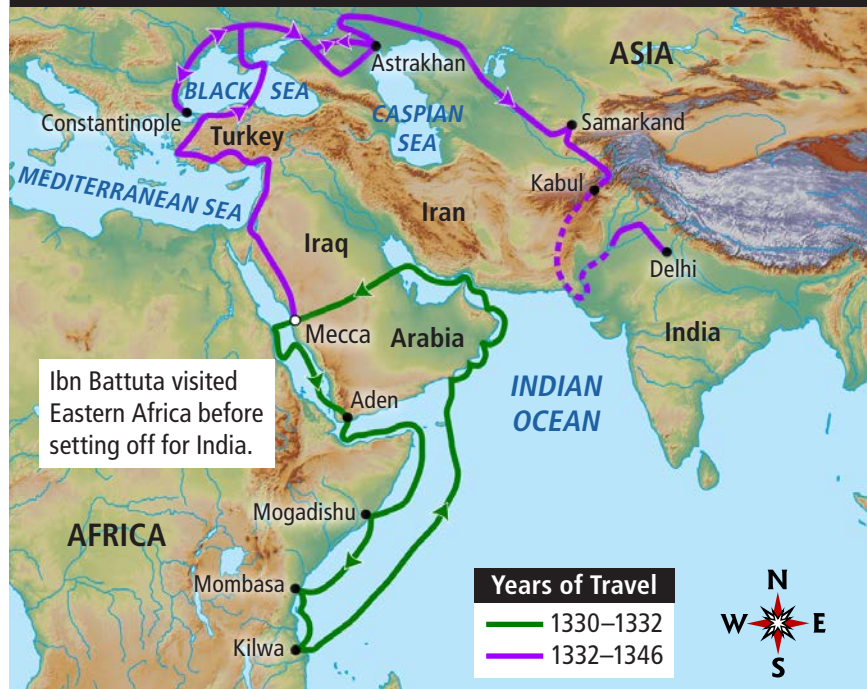 ASIA
Astrakhan
BLACK SEA
CASPIAN
SEA
Constantinople
Turkey
Samarkand
MEDITERRANEAN SEA
Kabul
Iran
Iraq
Delhi
Mecca
Arabia
India
Ibn Battuta visited
Eastern Africa before
setting off for India.
Aden
INDIAN
OCEAN
Mogadishu
AFRICA
Mombasa
Kilwa
Years of Travel
1330–1332
1332–1346
N
W E
S